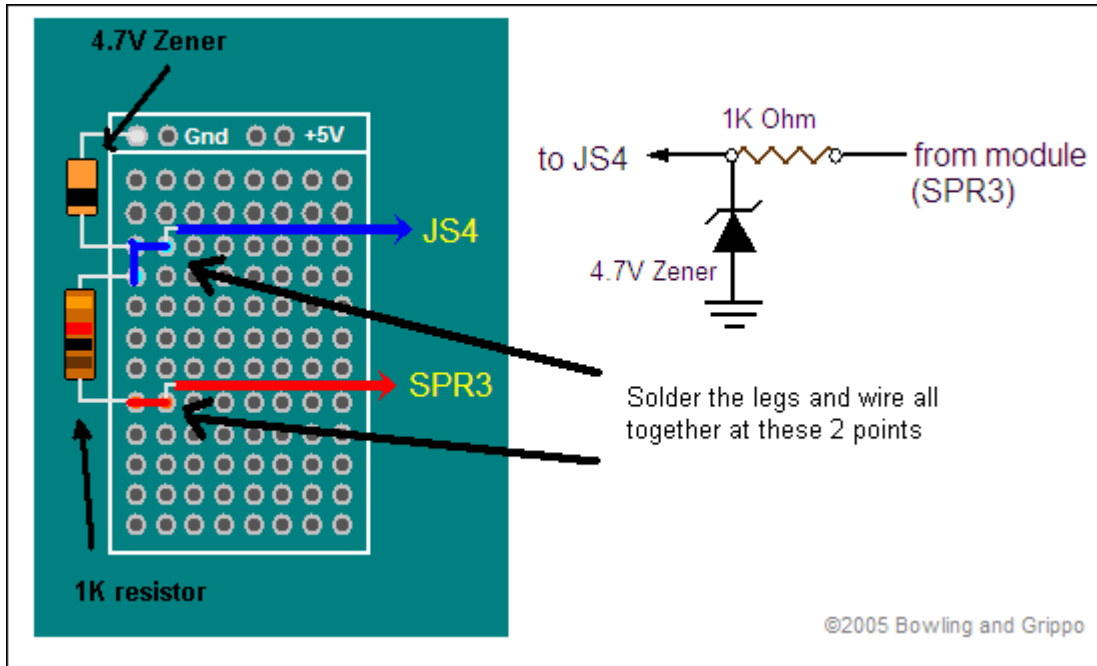 4.7V Zener
Gnd +5V
JS4
SPR3
1K resistor
1K Ohm
to JS4
from module
(SPR3)
4.7V Zener
Solder the legs and wire all
together at these 2 points
©2005 Bowling and Grippo